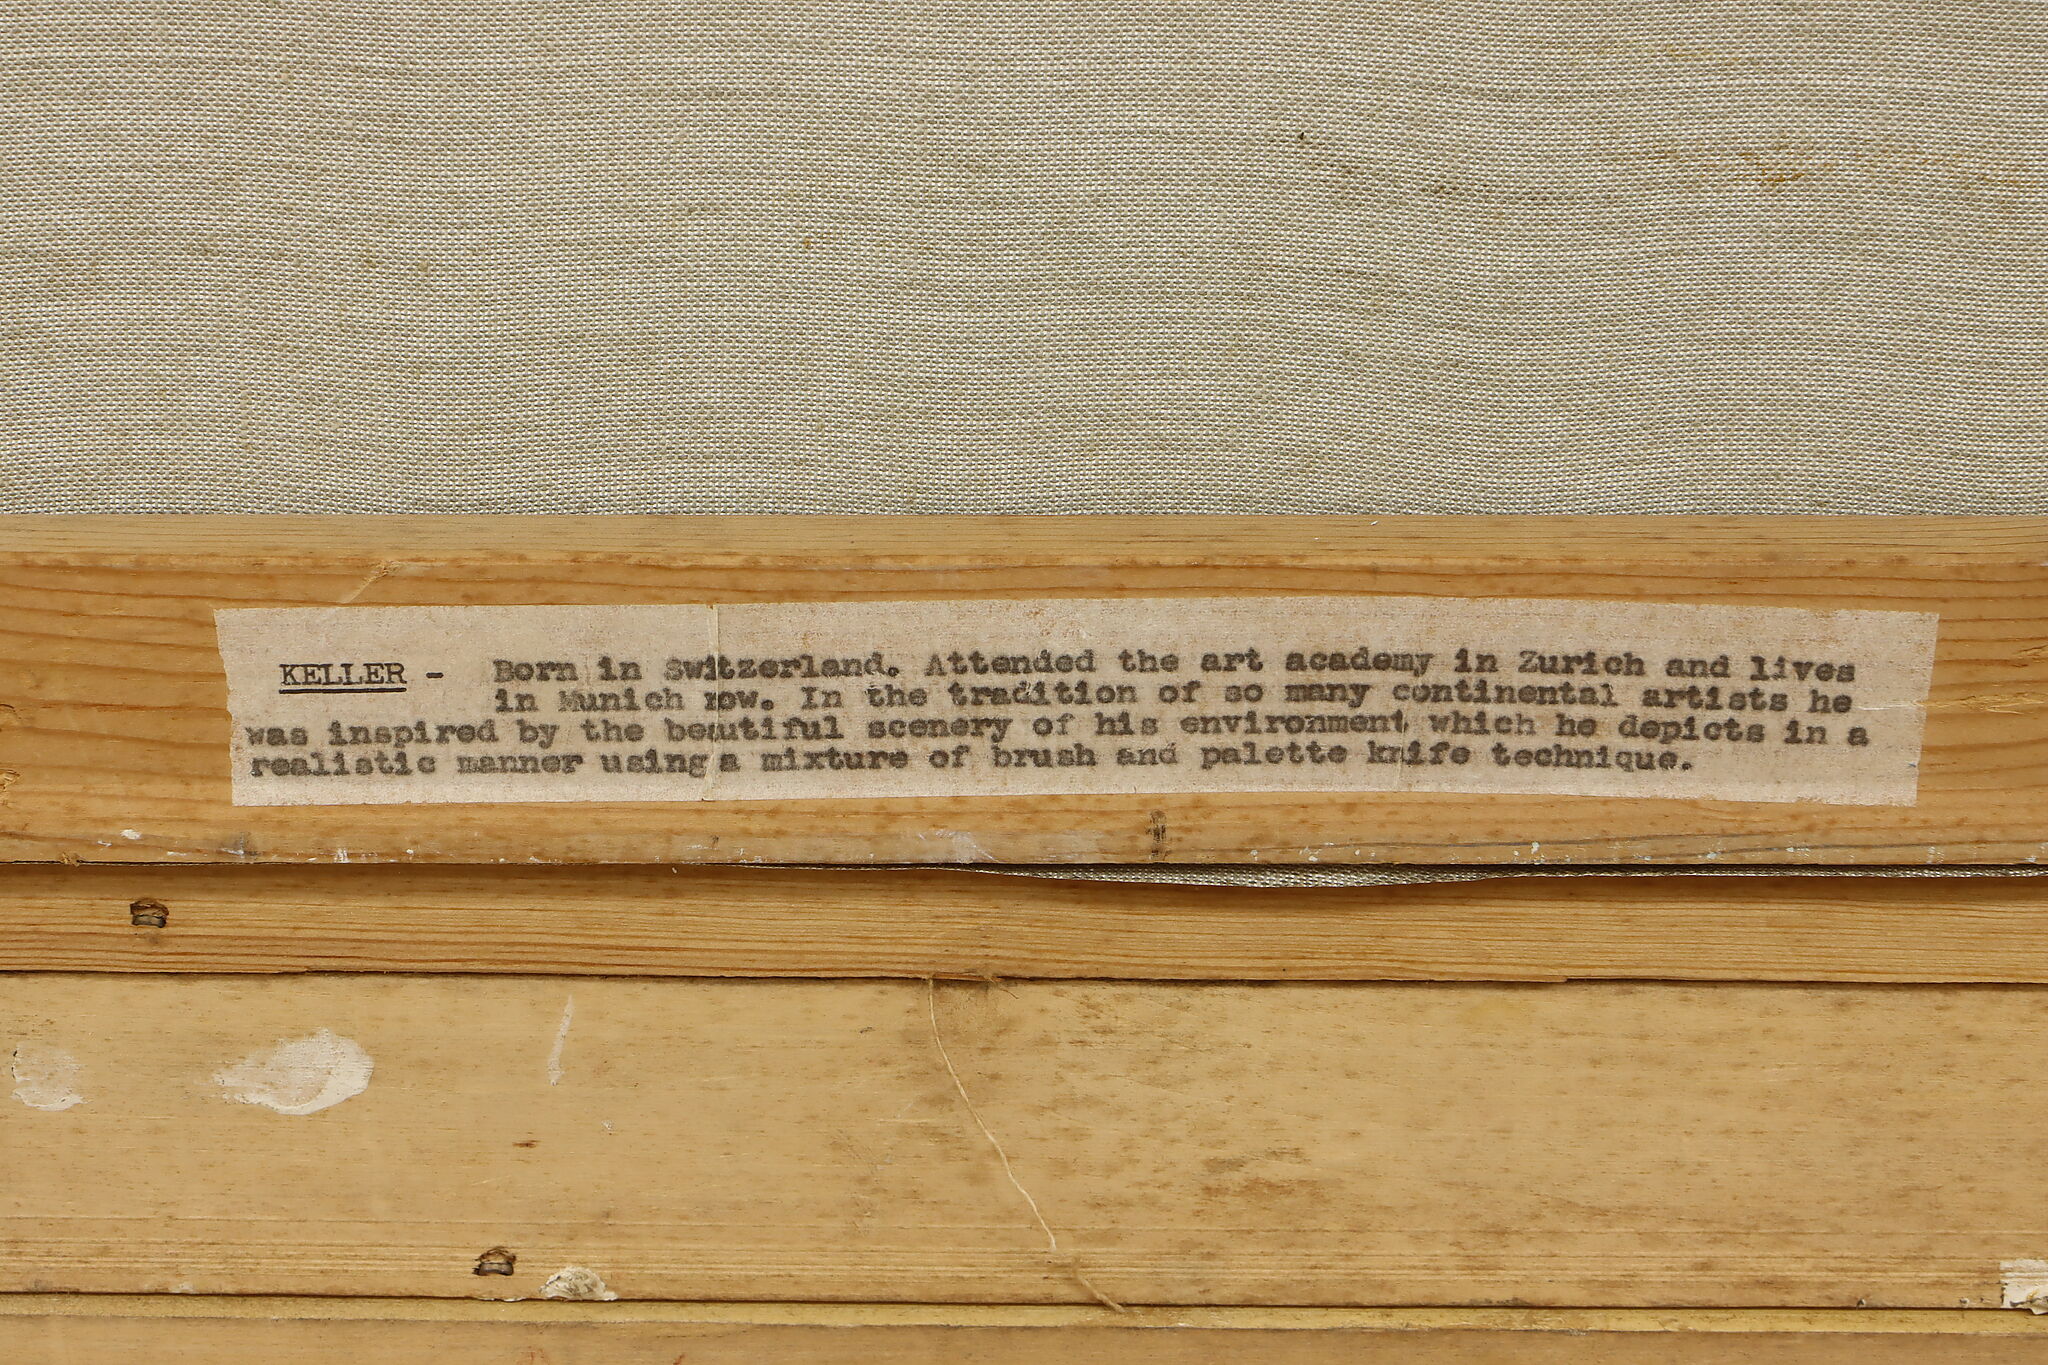 KELLER - Born in Switzerland. Attended the art academy in Zurich and lives
in Munich now. In the tradition of so many continental artists he
was inspired by the beautiful scenery of his environment which he depicts in a
realistic manner using a mixture of brush and palette knife technique.